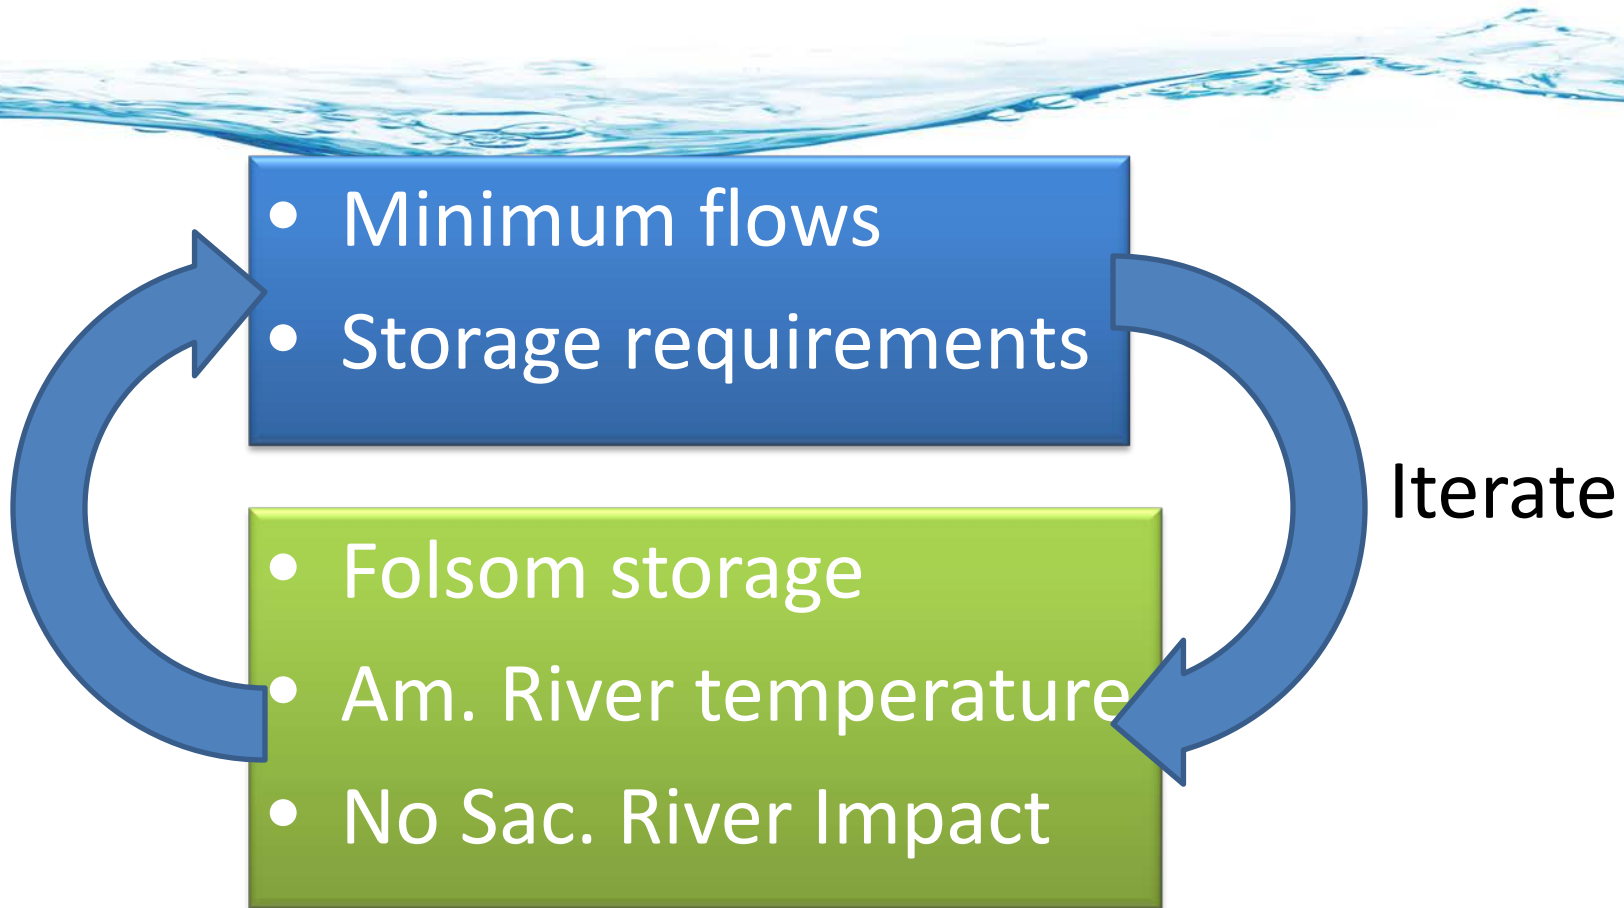 • Minimum flows
• Storage requirements
Iterate
• Folsom storage
• Am. River temperature
• No Sac. River Impact